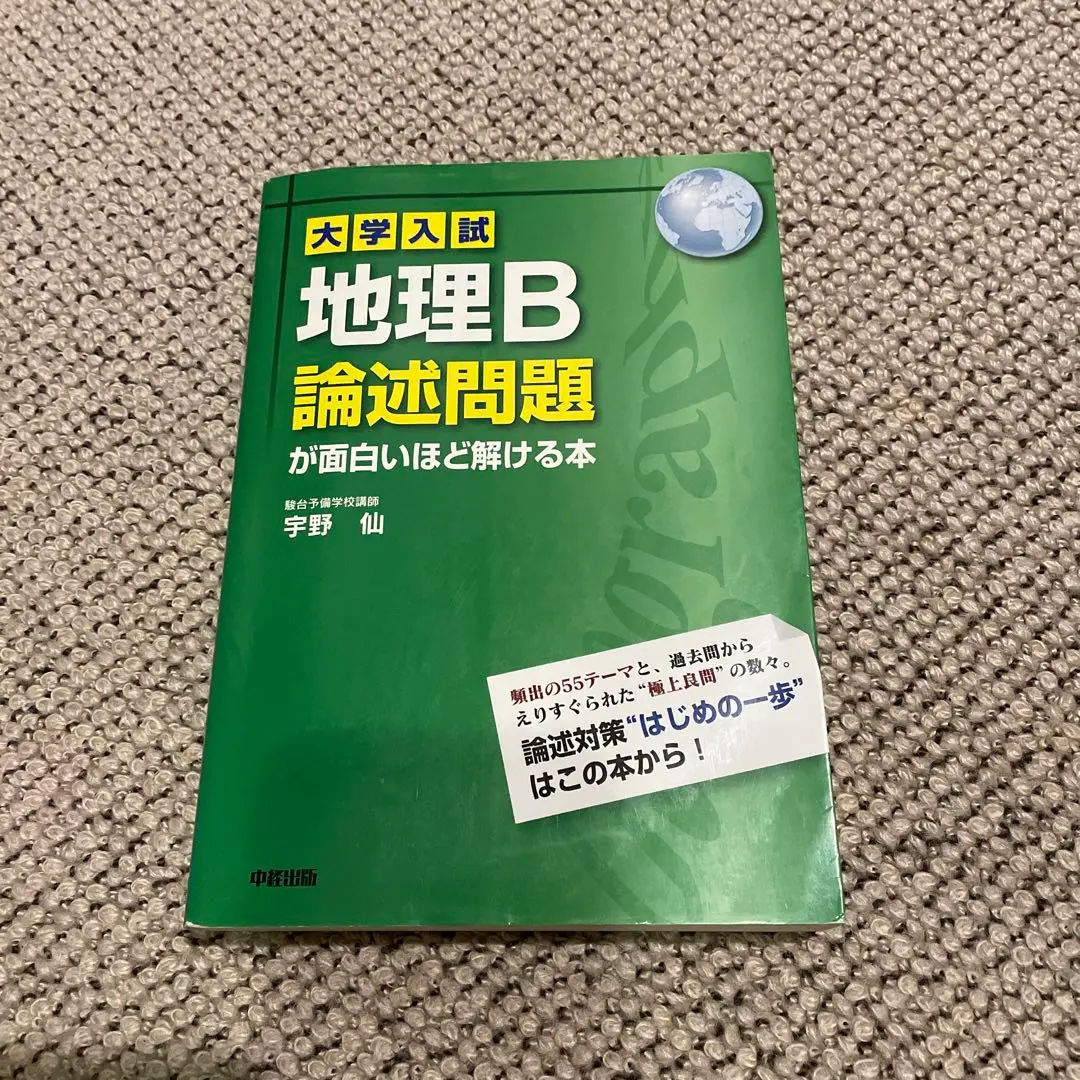 大学入試
地理B
論述問題
が面白いほど解ける本
駿台予備学校講師
宇野 仙
頻出の55テーマと、過去問から
えりすぐられた“極上良問”の数々。
論述対策“はじめの一歩”
はこの本から！
中経出版